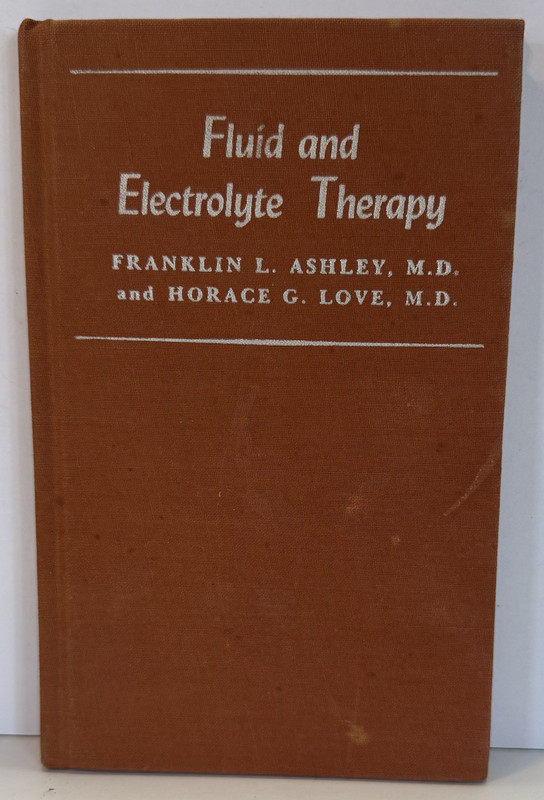 Fluid and
Electrolyte Therapy
FRANKLIN L. ASHLEY, M.D.
and HORACE G. LOVE, M.D.